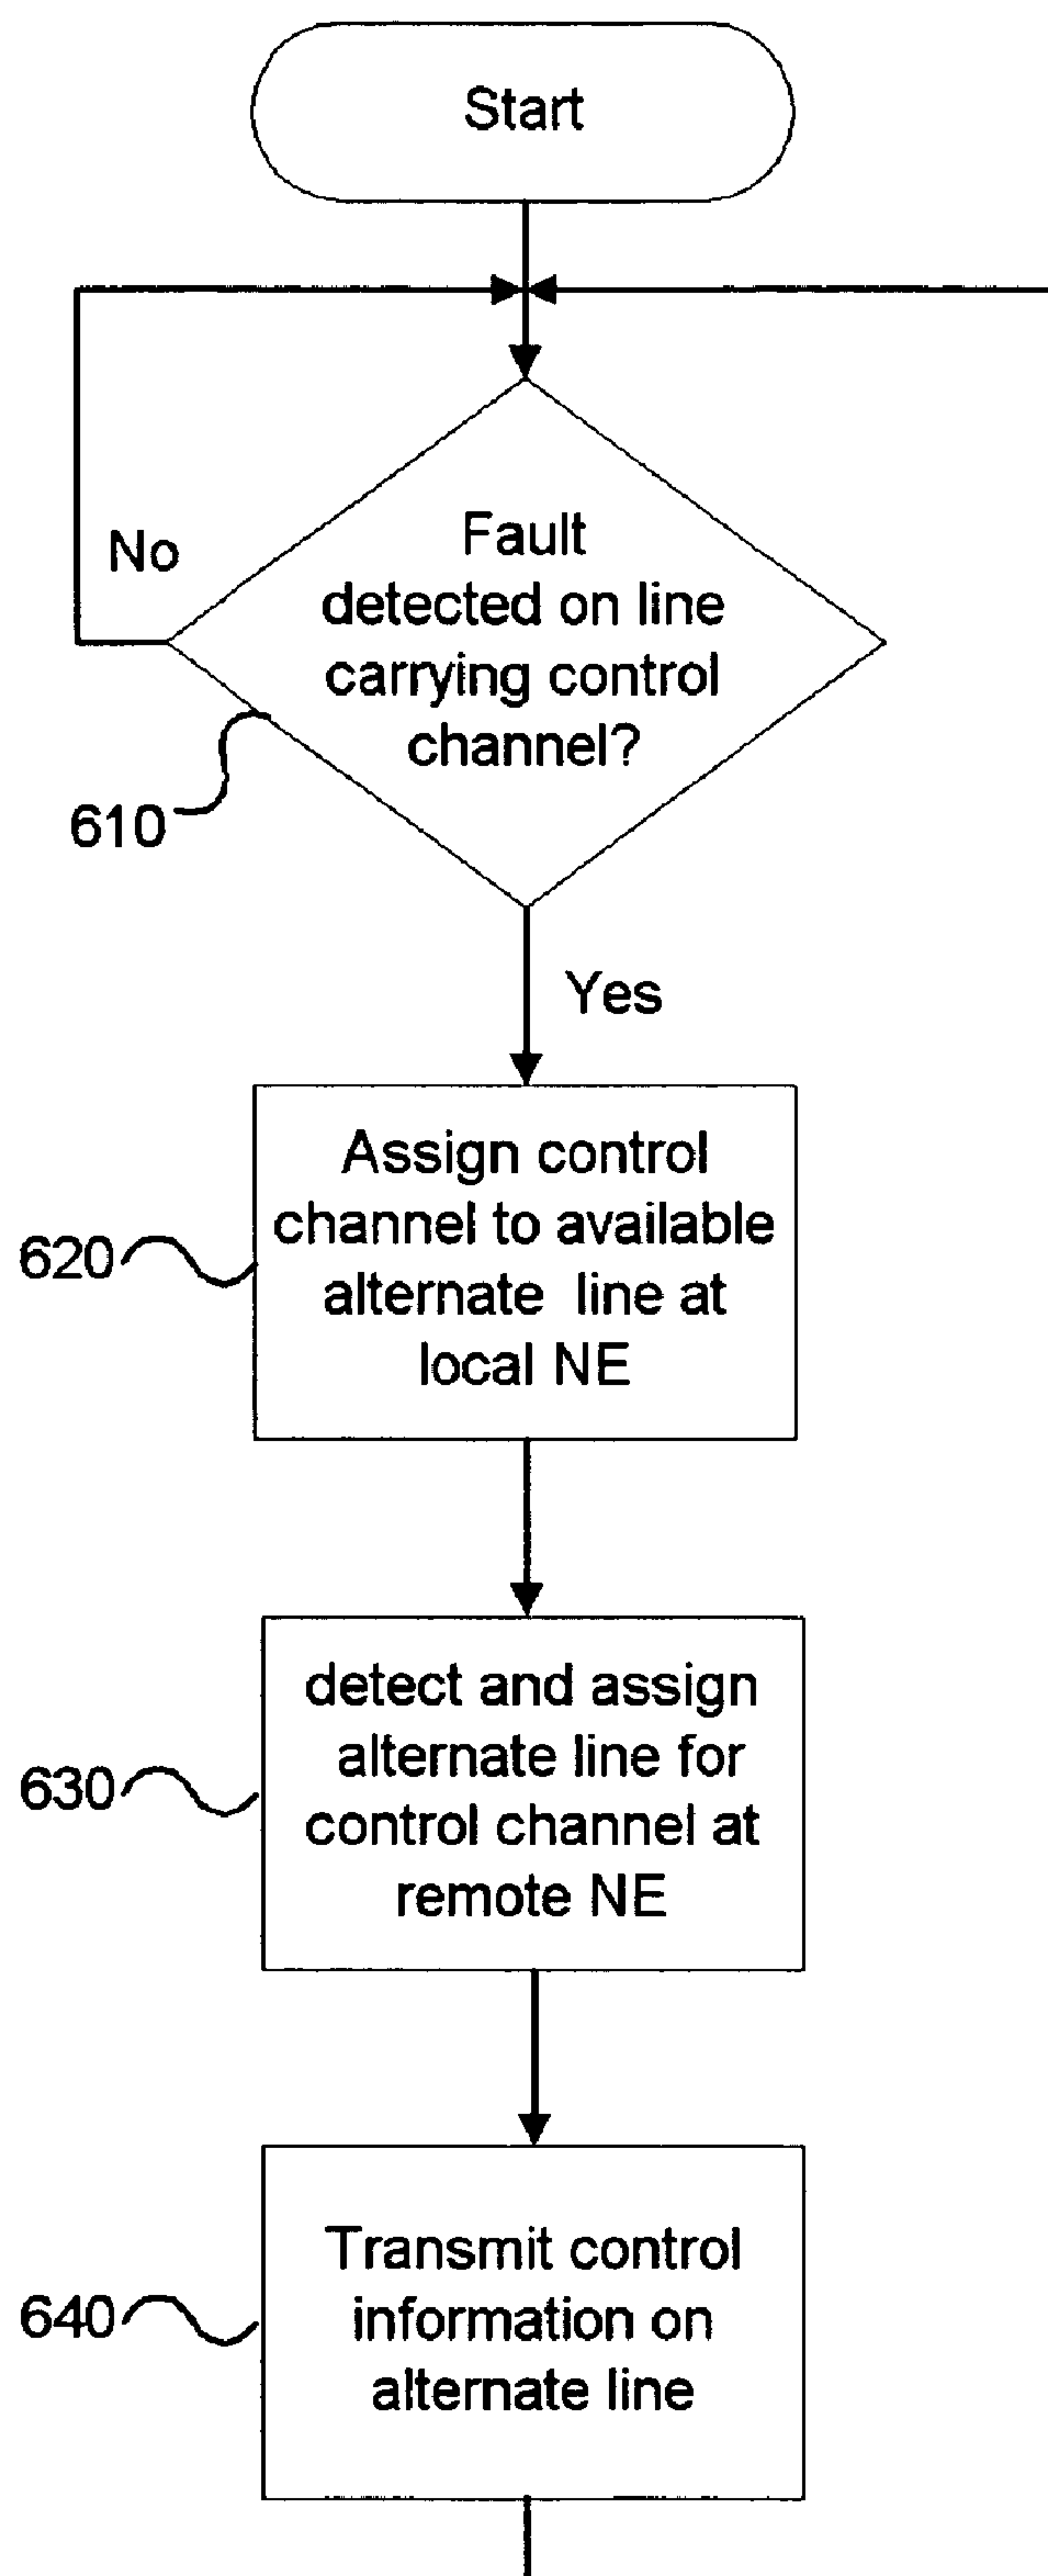 Start
No
Fault
detected on line
carrying control
channel?
610
Yes
Assign control
channel to available
alternate line at
local NE
620
detect and assign
alternate line for
control channel at
remote NE
630
Transmit control
information on
alternate line
640